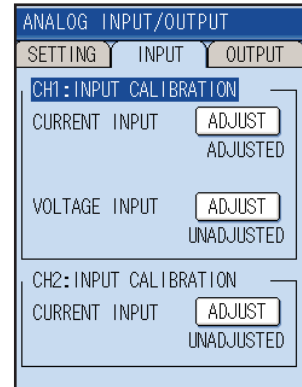 ANALOG INPUT/OUTPUT
SETTING INPUT OUTPUT
CH1:INPUT CALIBRATION
CURRENT INPUT ADJUST
ADJUSTED
VOLTAGE INPUT ADJUST
UNADJUSTED
CH2:INPUT CALIBRATION
CURRENT INPUT ADJUST
UNADJUSTED